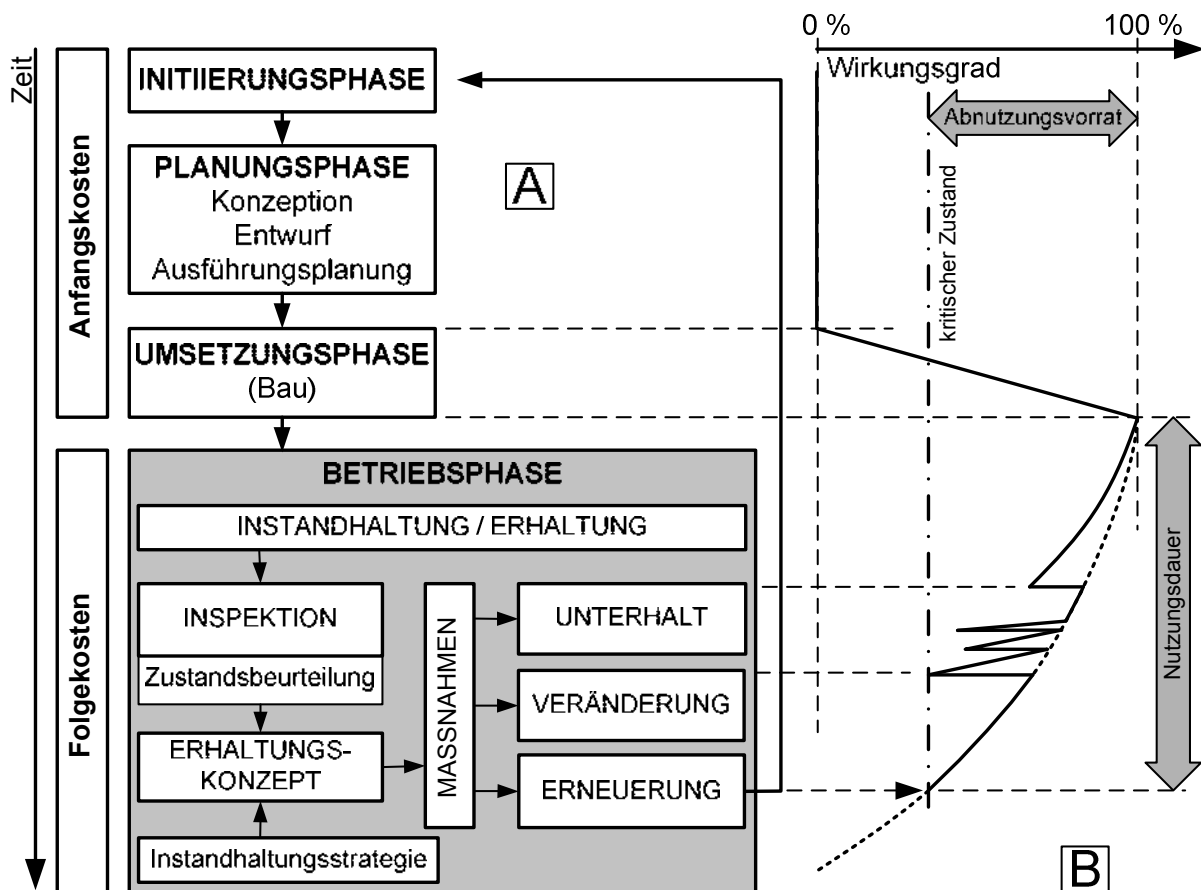 0 %
100 %
Zeit
Anfangskosten
INITIIERUNGSPHASE
PLANUNGSPHASE
Konzeption
Entwurf
Ausführungsplanung
UMSETZUNGSPHASE
(Bau)
A
Wirkungsgrad
Abnutzungsvorrat
kritischer Zustand
Folgekosten
BETRIEBSPHASE
INSTANDHALTUNG / ERHALTUNG
INSPEKTION
Zustandsbeurteilung
ERHALTUNGS-
KONZEPT
Instandhaltungsstrategie
MASSNAHMEN
UNTERHALT
VERÄNDERUNG
ERNEUERUNG
Nutzungsdauer
B